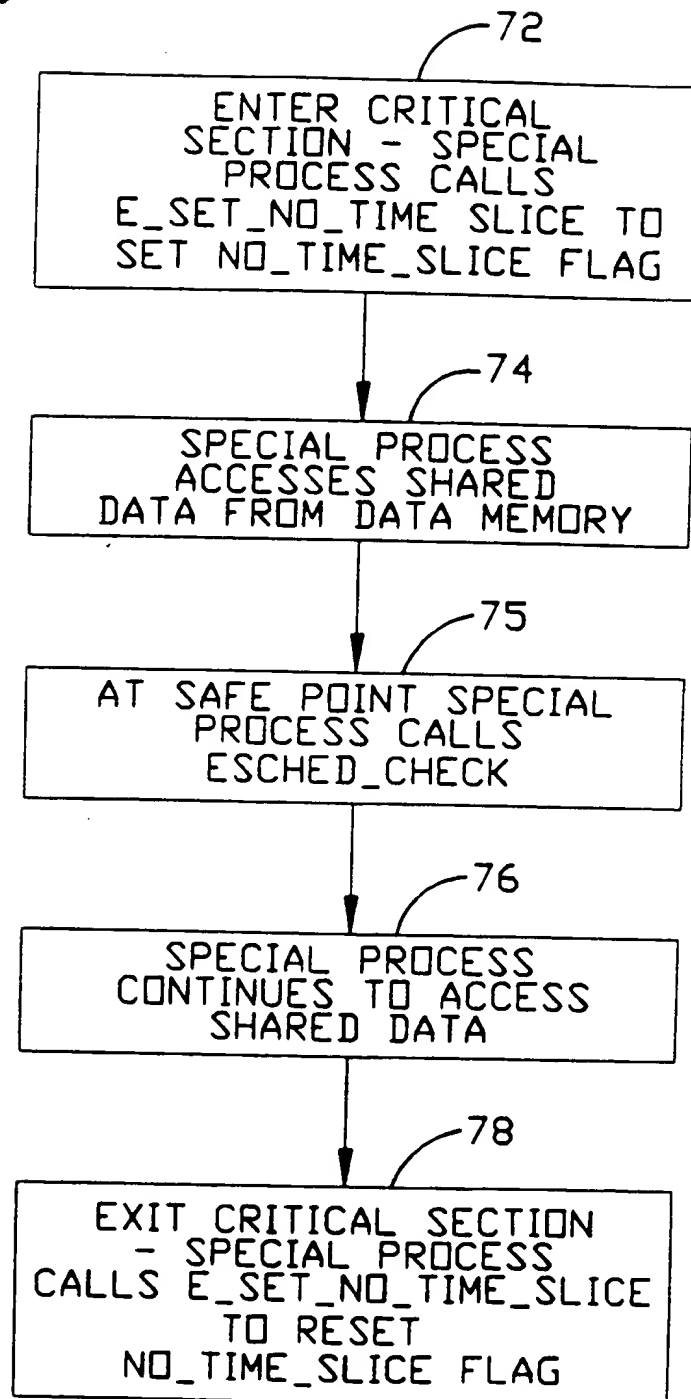 72
ENTER CRITICAL
SECTION - SPECIAL
PROCESS CALLS
E_SET_NO_TIME SLICE TO
SET NO_TIME_SLICE FLAG
74
SPECIAL PROCESS
ACCESSES SHARED
DATA FROM DATA MEMORY
75
AT SAFE POINT SPECIAL
PROCESS CALLS
ESCHED_CHECK
76
SPECIAL PROCESS
CONTINUES TO ACCESS
SHARED DATA
78
EXIT CRITICAL SECTION
- SPECIAL PROCESS
CALLS E_SET_NO_TIME_SLICE
TO RESET
NO_TIME_SLICE FLAG